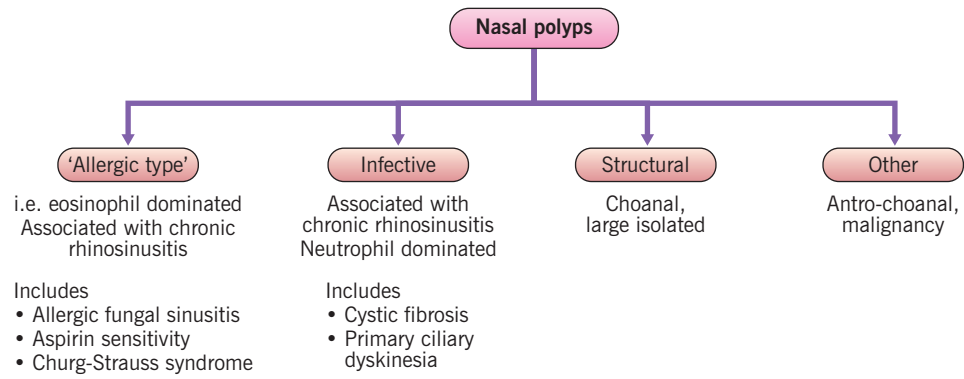 Nasal polyps
'Allergic type'
i.e. eosinophil dominated
Associated with chronic
rhinosinusitis
Includes
• Allergic fungal sinusitis
• Aspirin sensitivity
• Churg-Strauss syndrome
Infective
Associated with
chronic rhinosinusitis
Neutrophil dominated
Includes
• Cystic fibrosis
• Primary ciliary
dyskinesia
Structural
Choanal,
large isolated
Other
Antro-choanal,
malignancy